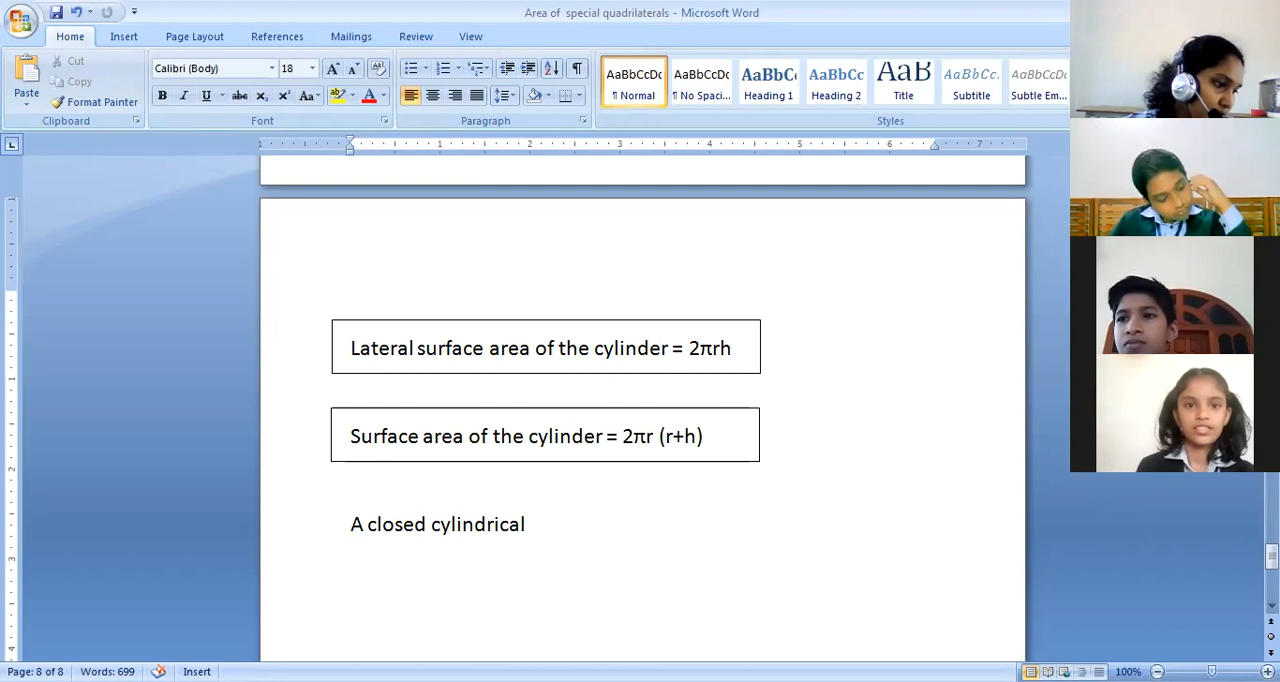 Area of special quadrilaterals - Microsoft Word
Home Insert Page Layout References Mailings Review View
Paste
Cut
Copy
Format Painter
Clipboard
Calibri (Body) 18
Font
Paragraph
AaBbCcDc AaBbCcDc AaBbCc AaBbCc AaB AaBbCc. AaBbCcDc
¶ Normal ¶ No Spaci... Heading 1 Heading 2 Title Subtitle Subtle Em...
Styles
Lateral surface area of the cylinder = 2πrh
Surface area of the cylinder = 2πr (r+h)
A closed cylindrical
Page: 8 of 8 Words: 699 Insert 100%